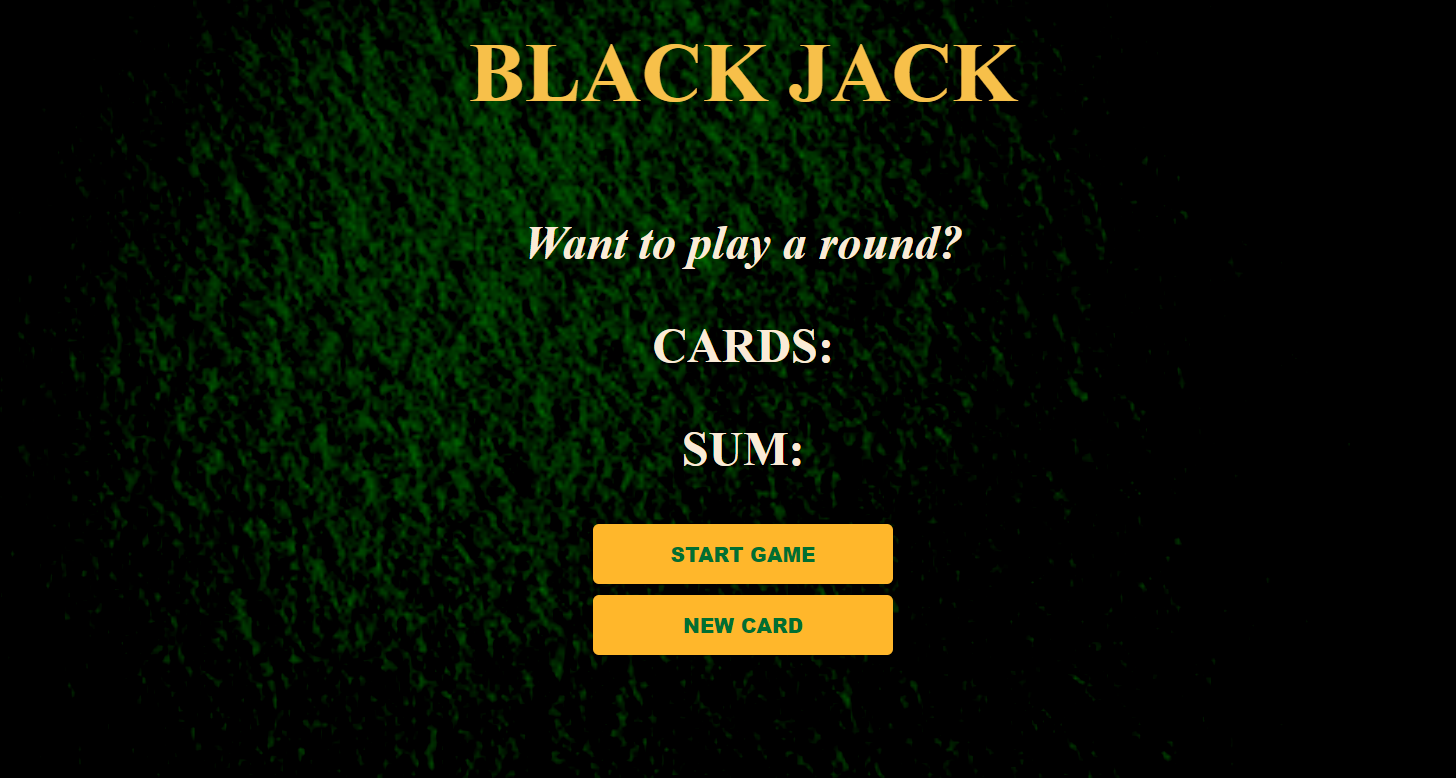 BLACK JACK
Want to play a round?
CARDS:
SUM:
START GAME
NEW CARD